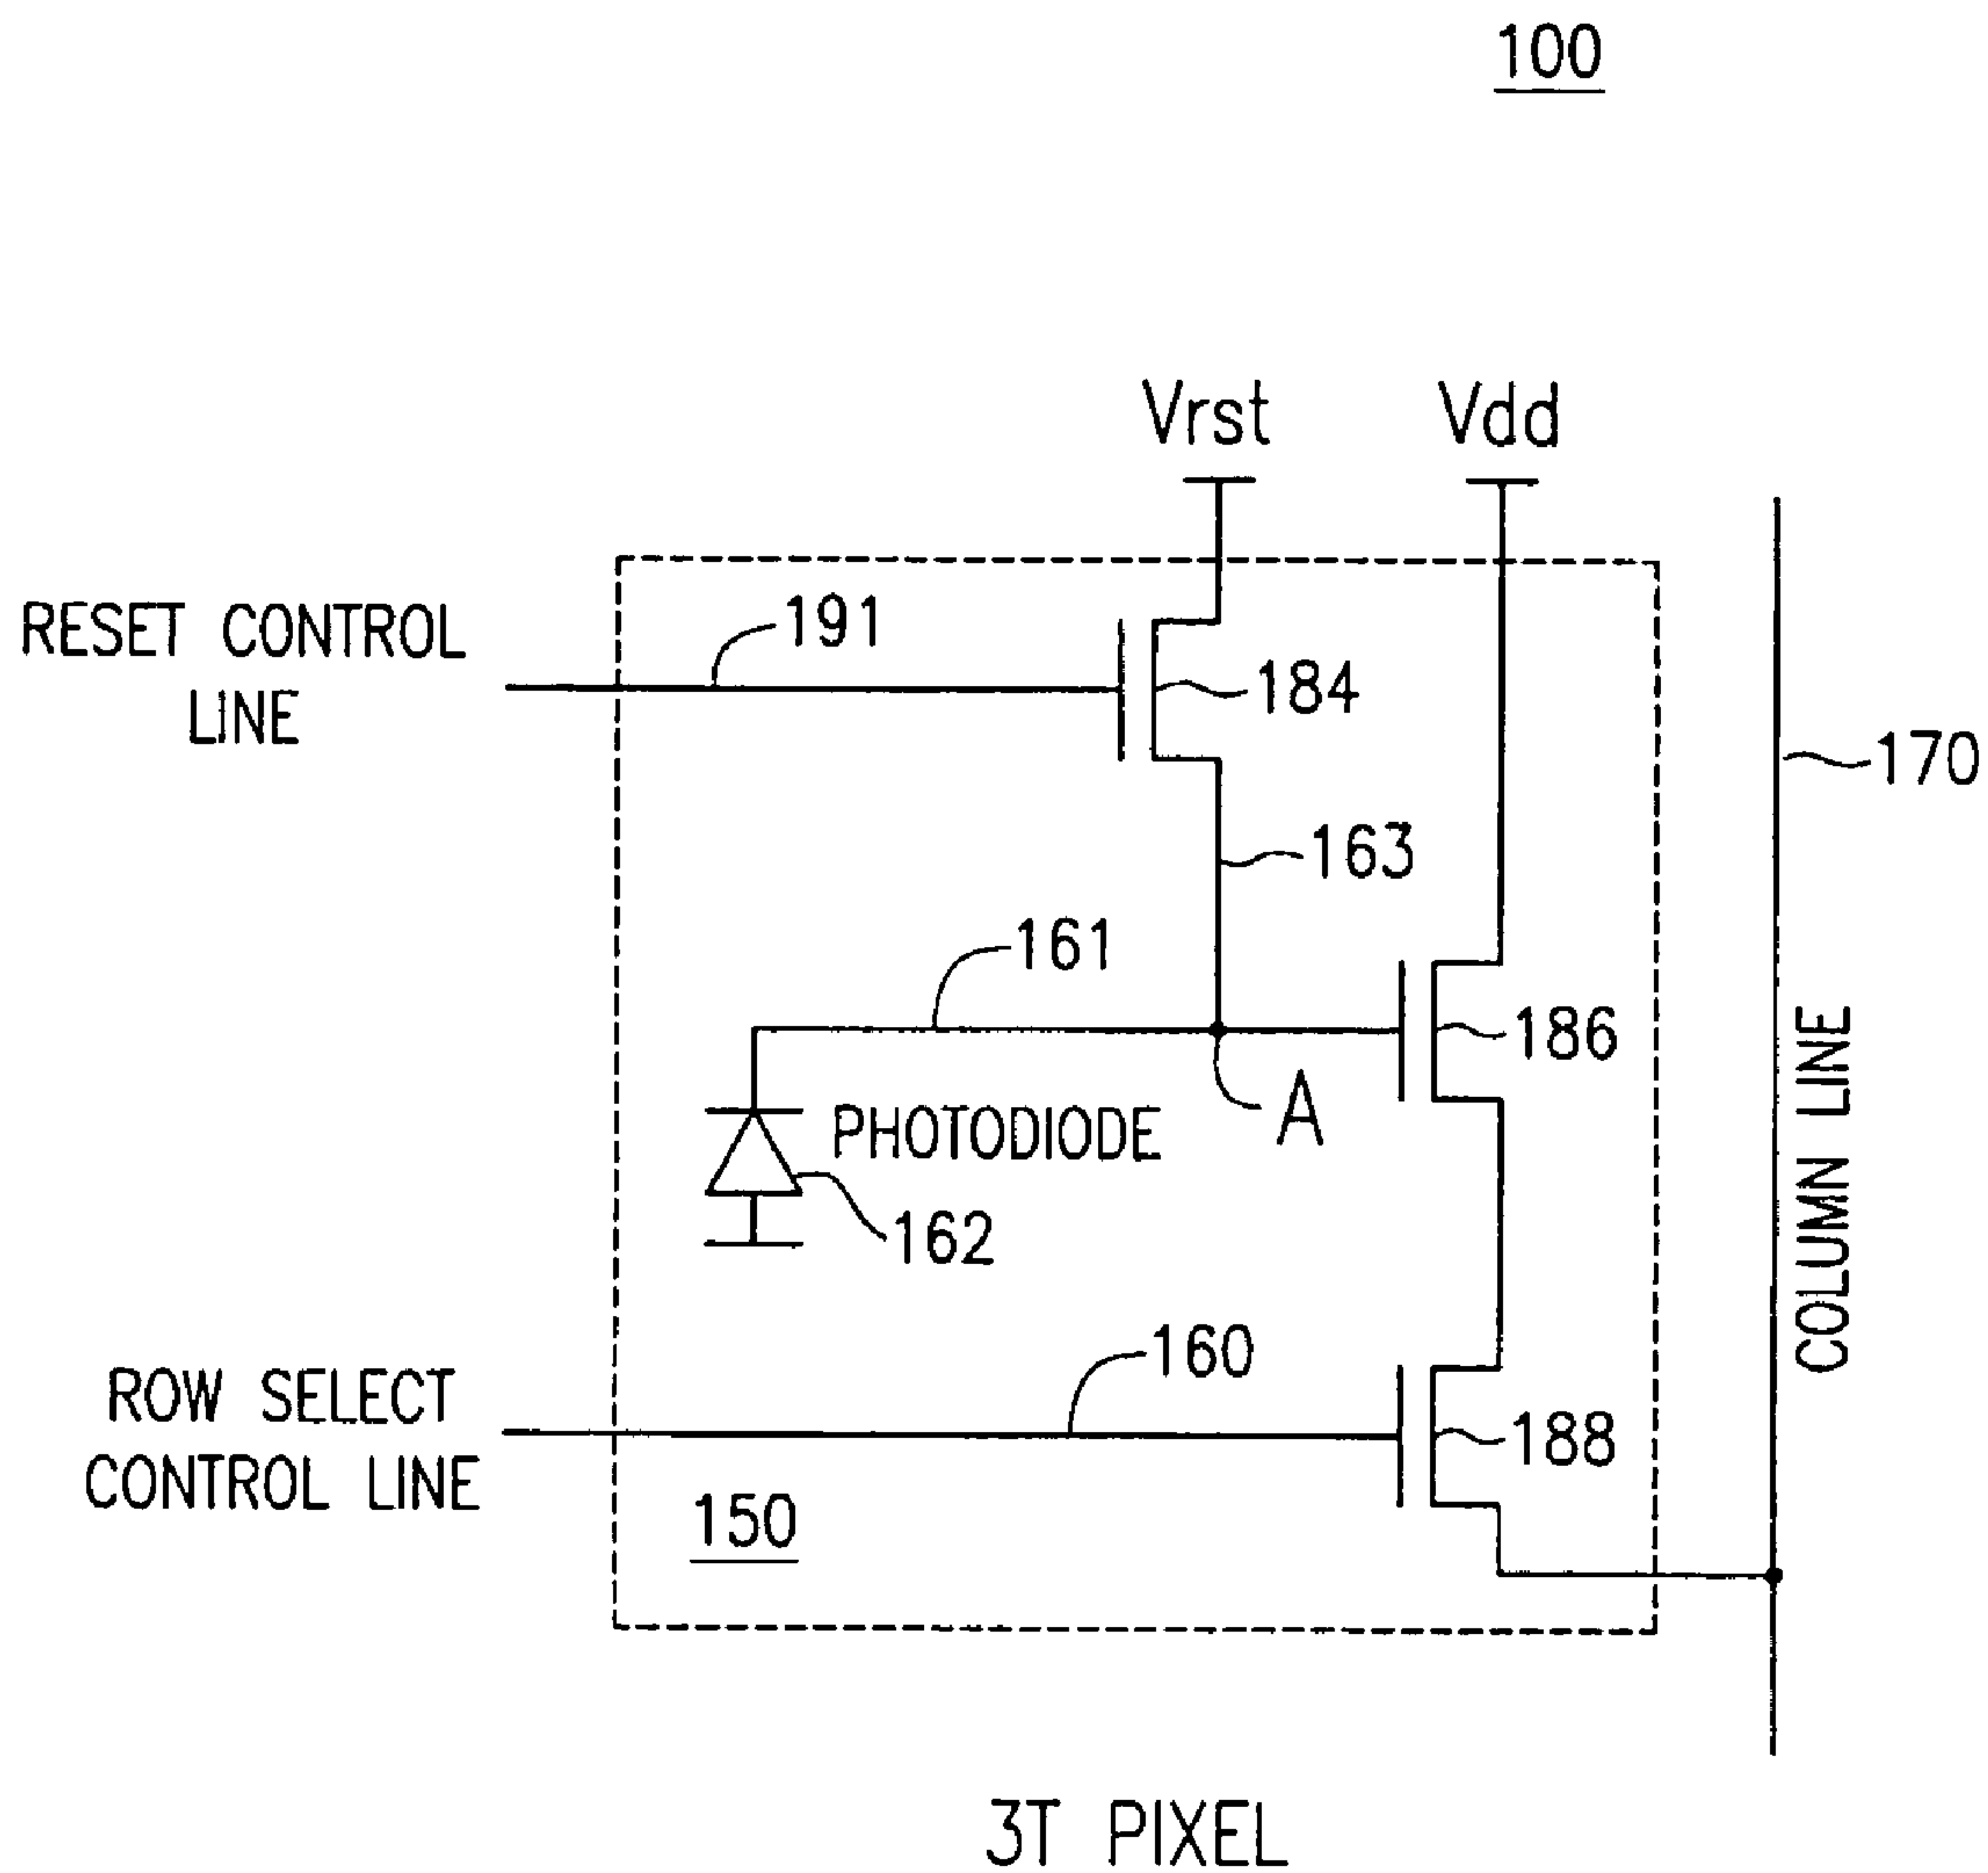 100
Vrst Vdd
RESET CONTROL
LINE
191
184
170
163
161
186
A
PHOTODIODE
162
COLUMN LINE
160
ROW SELECT
CONTROL LINE
188
150
3T PIXEL